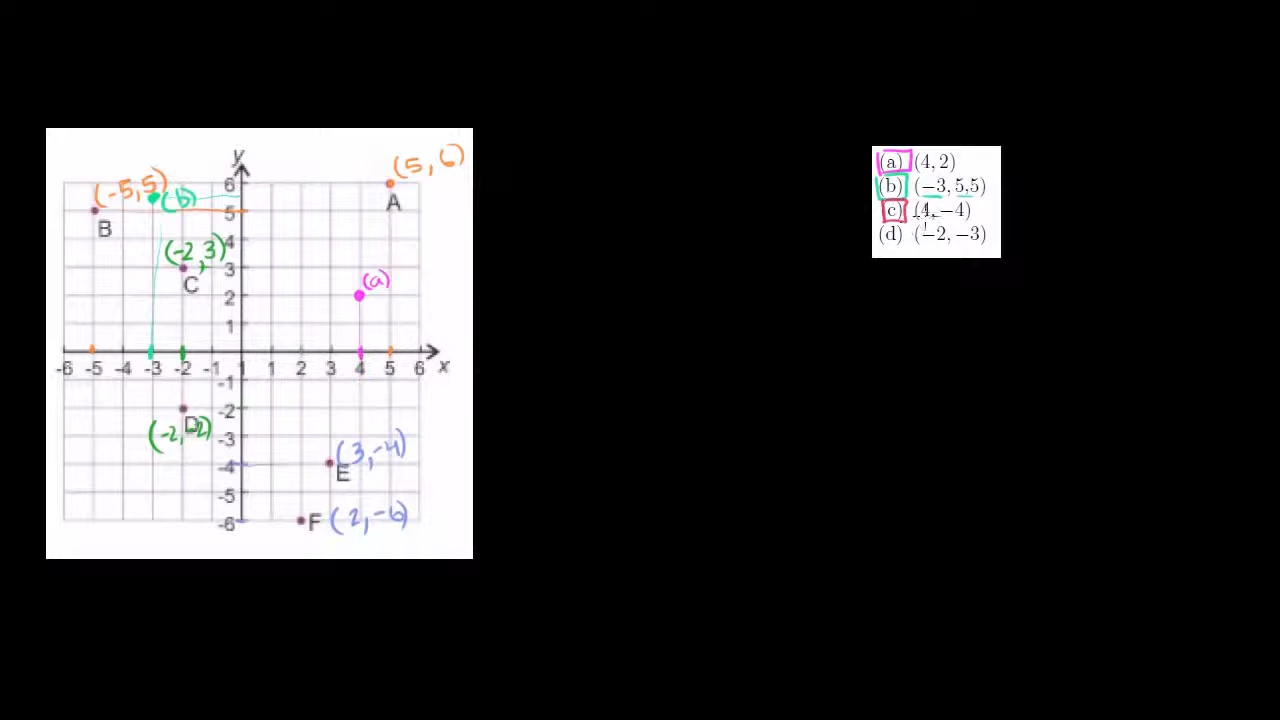 y
(5, 6)
6
A
(-5,5)
(b)
5
B
4
(-2,3)
3
C
2
(a)
1
-6 -5 -4 -3 -2 -1 1 2 3 4 5 6 x
-1
-2
D
(-2,-2)
-3
(3,-4)
-4
E
-5
-6
F (2,-6)
(a) (4, 2)
(b) (−3, 5,5)
c) (4, −4)
(d) (−2, −3)